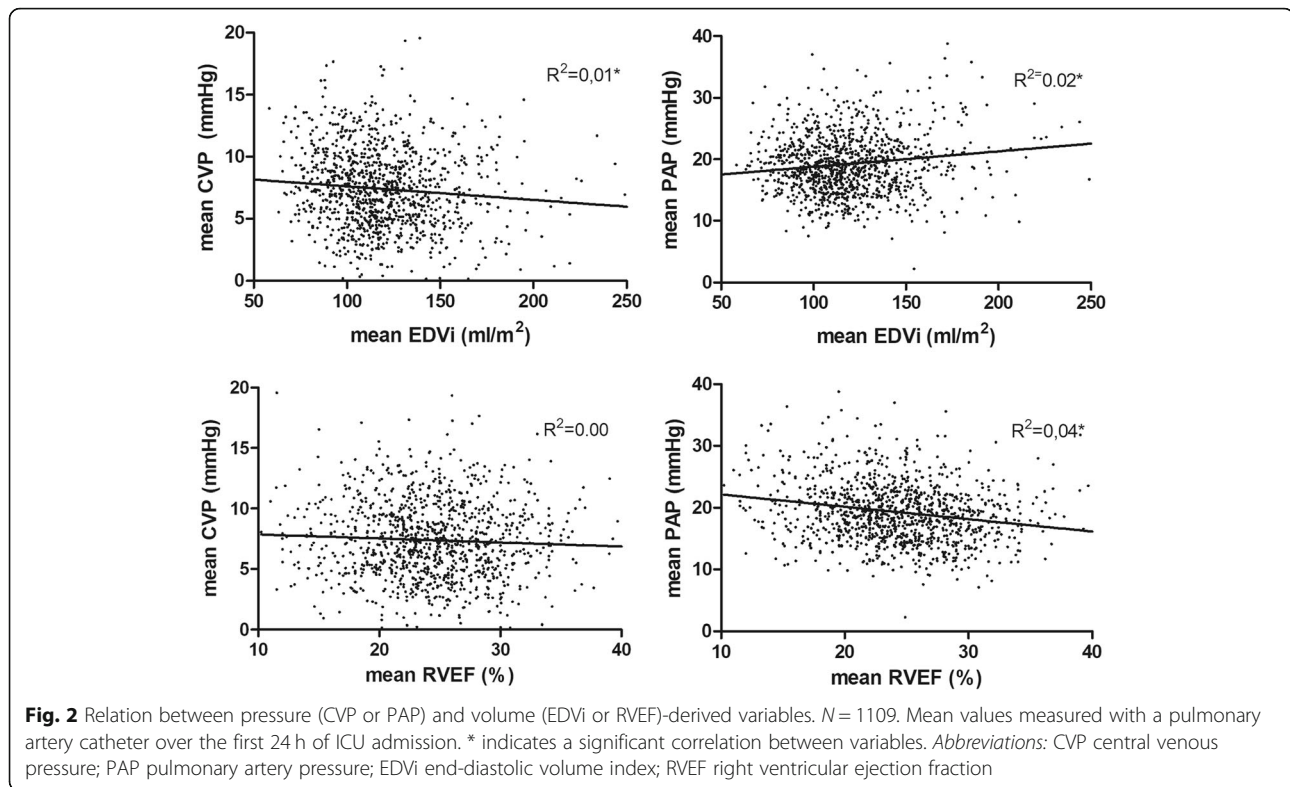 20
15
10
5
0
mean CVP (mmHg)
R²=0,01*
50 100 150 200 250
mean EDVi (ml/m²)
40
30
20
10
0
mean PAP (mmHg)
R²⁼0.02*
50 100 150 200 250
mean EDVi (ml/m²)
20
15
10
5
0
mean CVP (mmHg)
R²=0.00
10 20 30 40
mean RVEF (%)
40
30
20
10
0
mean PAP (mmHg)
R²=0,04*
10 20 30 40
mean RVEF (%)
Fig. 2 Relation between pressure (CVP or PAP) and volume (EDVi or RVEF)-derived variables. N = 1109. Mean values measured with a pulmonary
artery catheter over the first 24 h of ICU admission. * indicates a significant correlation between variables. Abbreviations: CVP central venous
pressure; PAP pulmonary artery pressure; EDVi end-diastolic volume index; RVEF right ventricular ejection fraction